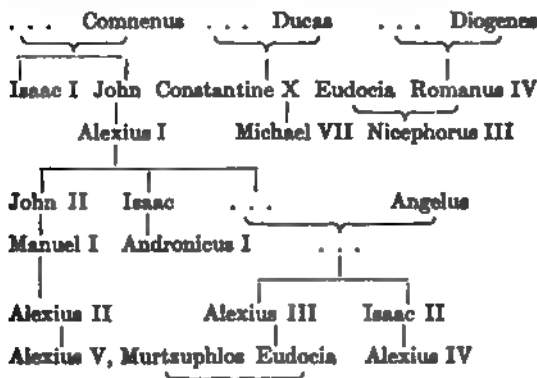 . . . Comnenus . . . Ducas . . . Diogenes
Isaac I John Constantine X Eudocia Romanus IV
Alexius I Michael VII Nicephorus III
John II Isaac . . . Angelus
Manuel I Andronicus I . . .
Alexius II Alexius III Isaac II
Alexius V, Murtzuphlos Eudocia Alexius IV